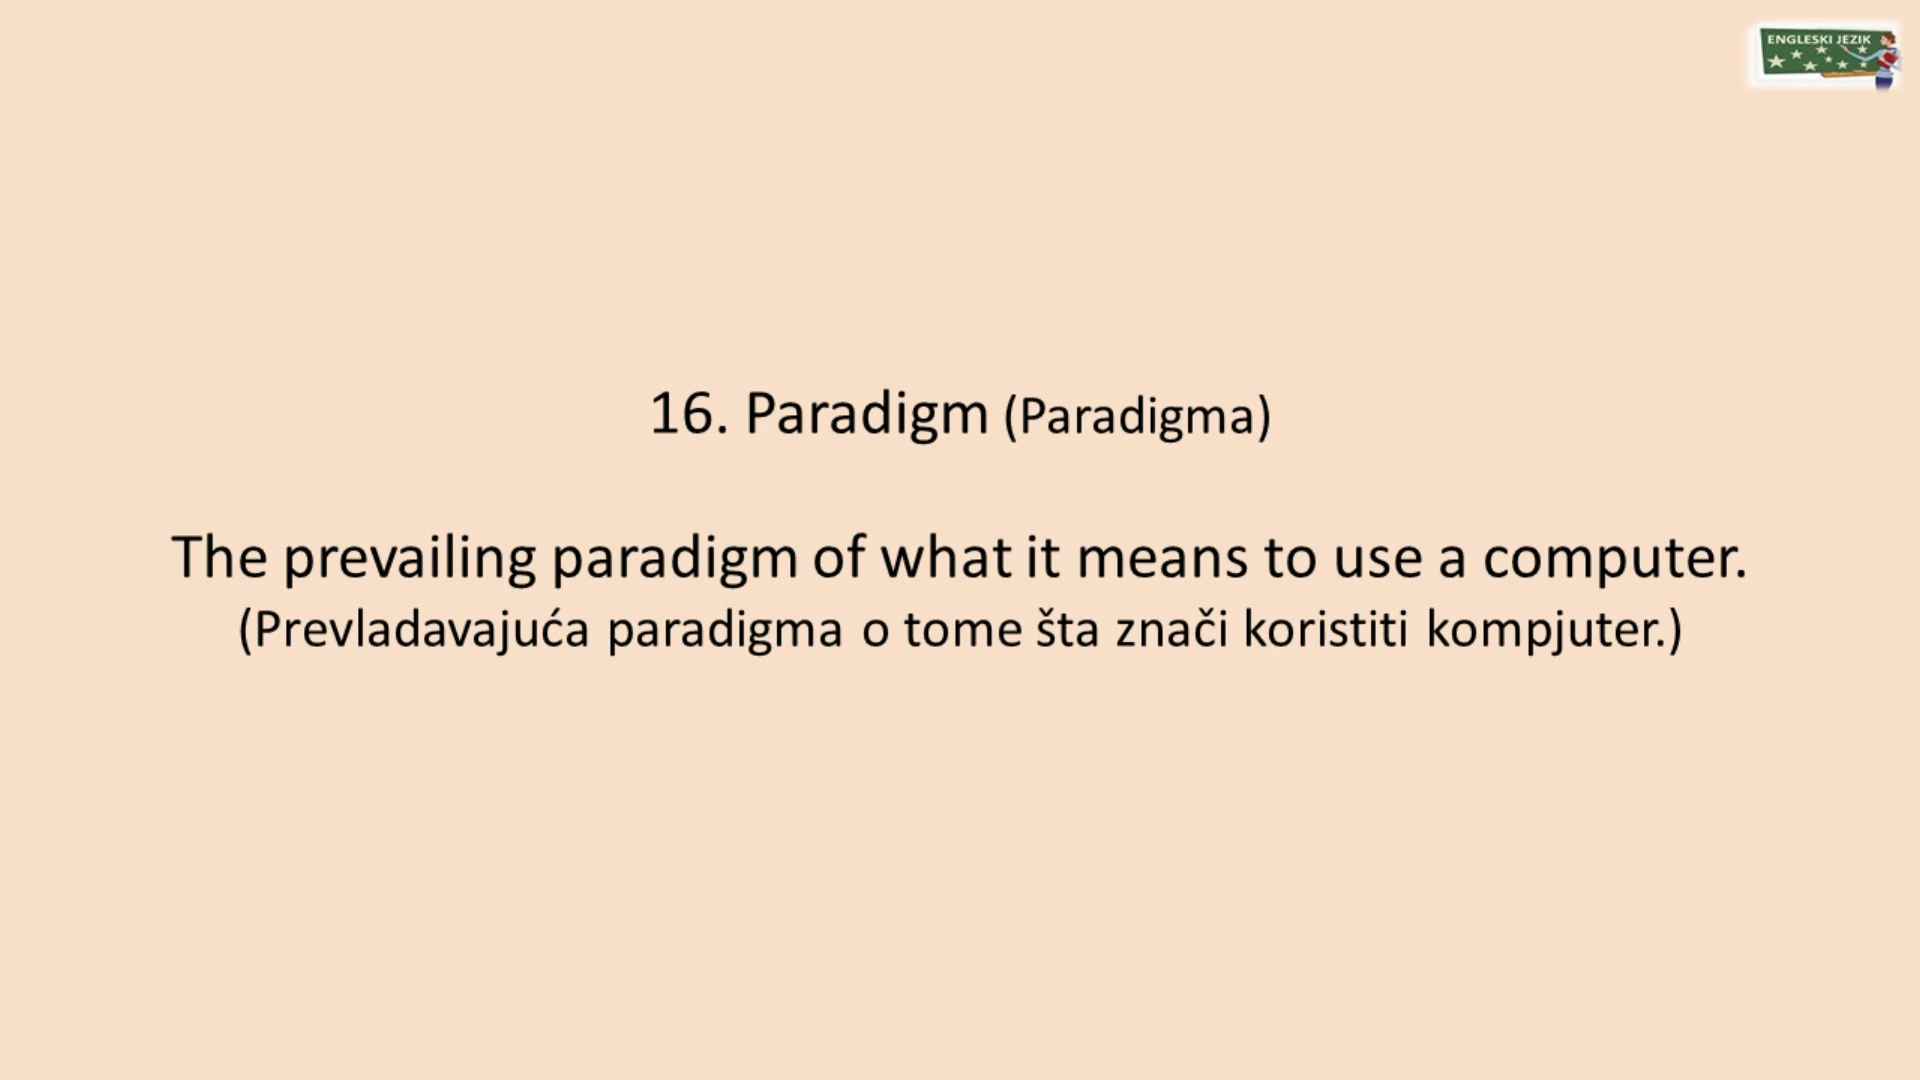 ENGLESKI JEZIK
16. Paradigm (Paradigma)
The prevailing paradigm of what it means to use a computer.
(Prevladavajuća paradigma o tome šta znači koristiti kompjuter.)